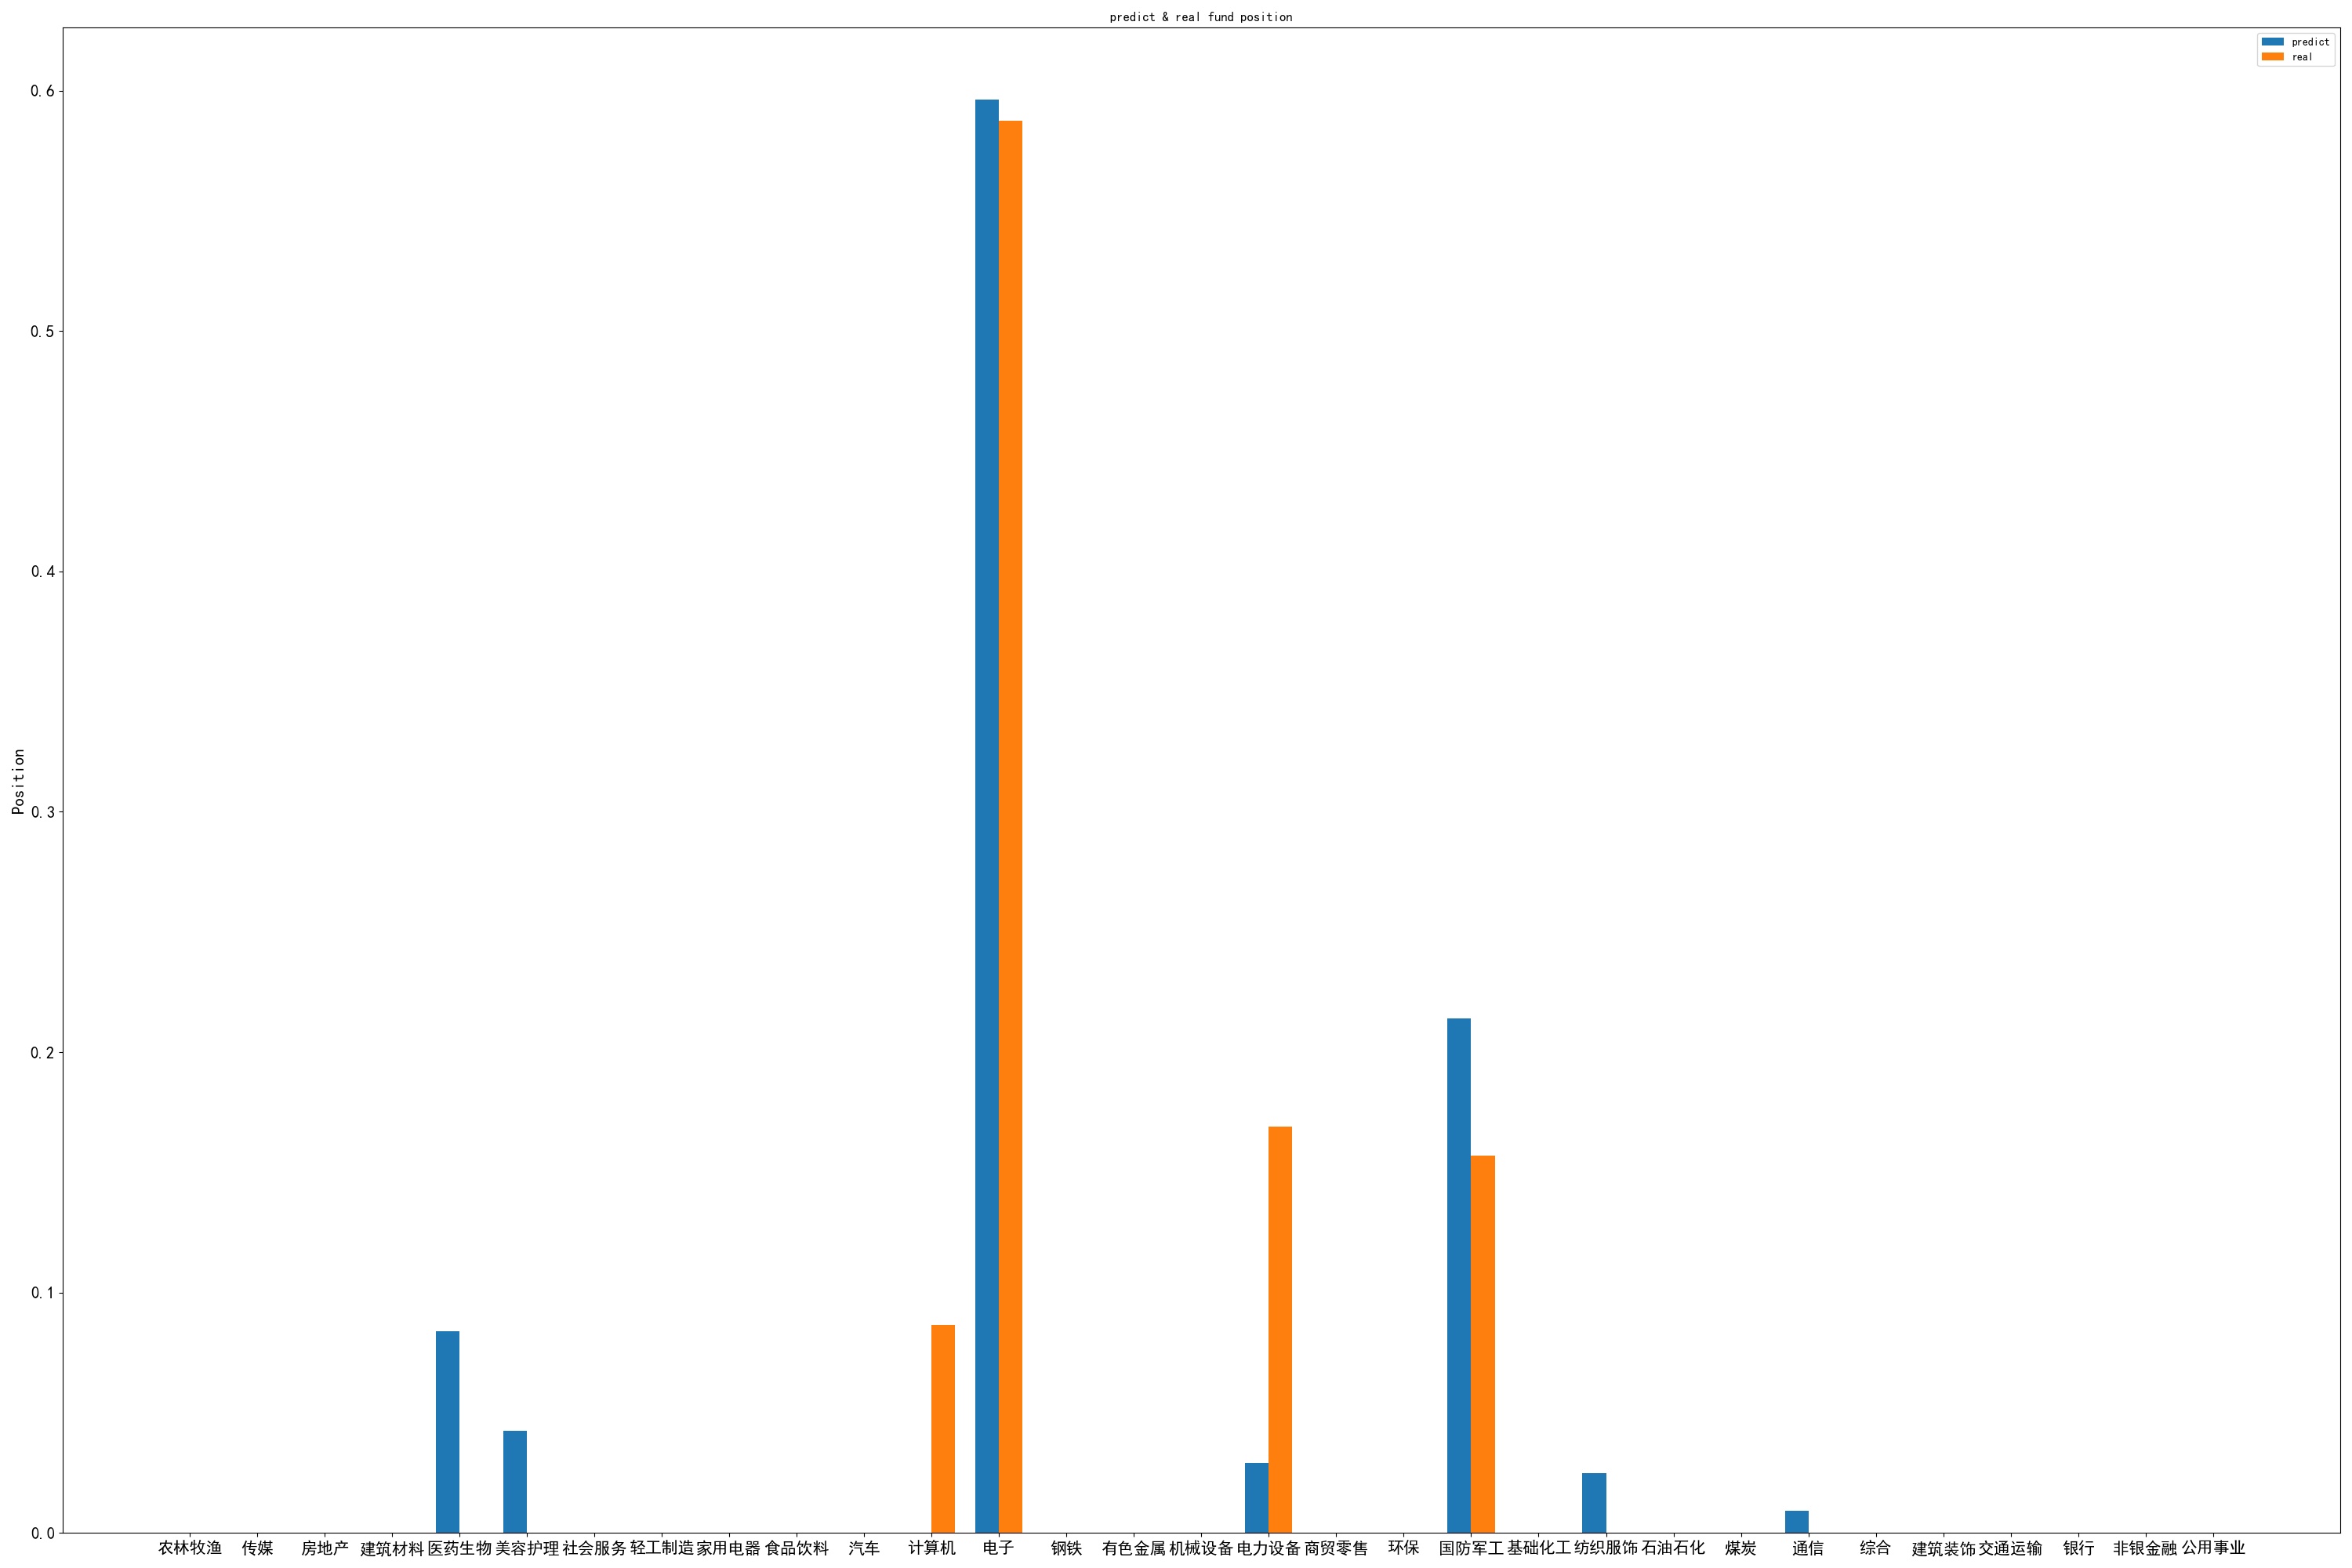 predict & real fund position
predict
real
0.6
0.5
0.4
0.3
0.2
0.1
0.0
Position
农林牧渔 传媒 房地产 建筑材料 医药生物 美容护理 社会服务 轻工制造 家用电器 食品饮料 汽车 计算机 电子 钢铁 有色金属 机械设备 电力设备 商贸零售 环保 国防军工 基础化工 纺织服饰 石油石化 煤炭 通信 综合 建筑装饰 交通运输 银行 非银金融 公用事业